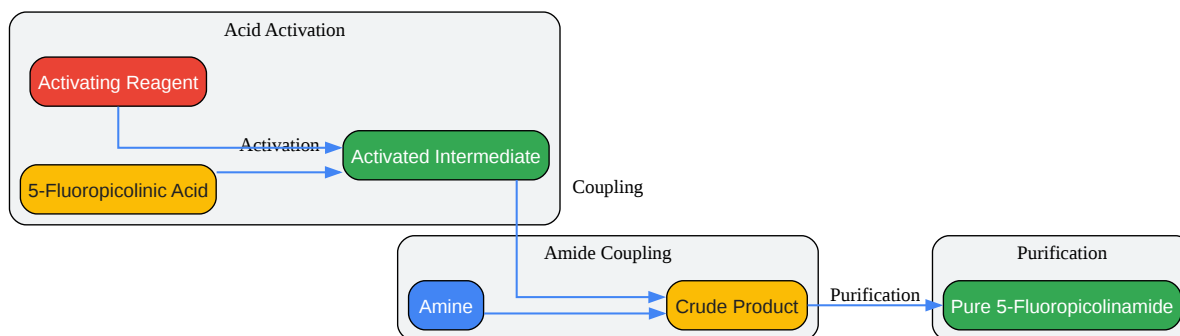 Acid Activation
Activating Reagent
Activation
Activated Intermediate
5-Fluoropicolinic Acid
Coupling
Amide Coupling
Purification
Amine
Crude Product
Purification
Pure 5-Fluoropicolinamide